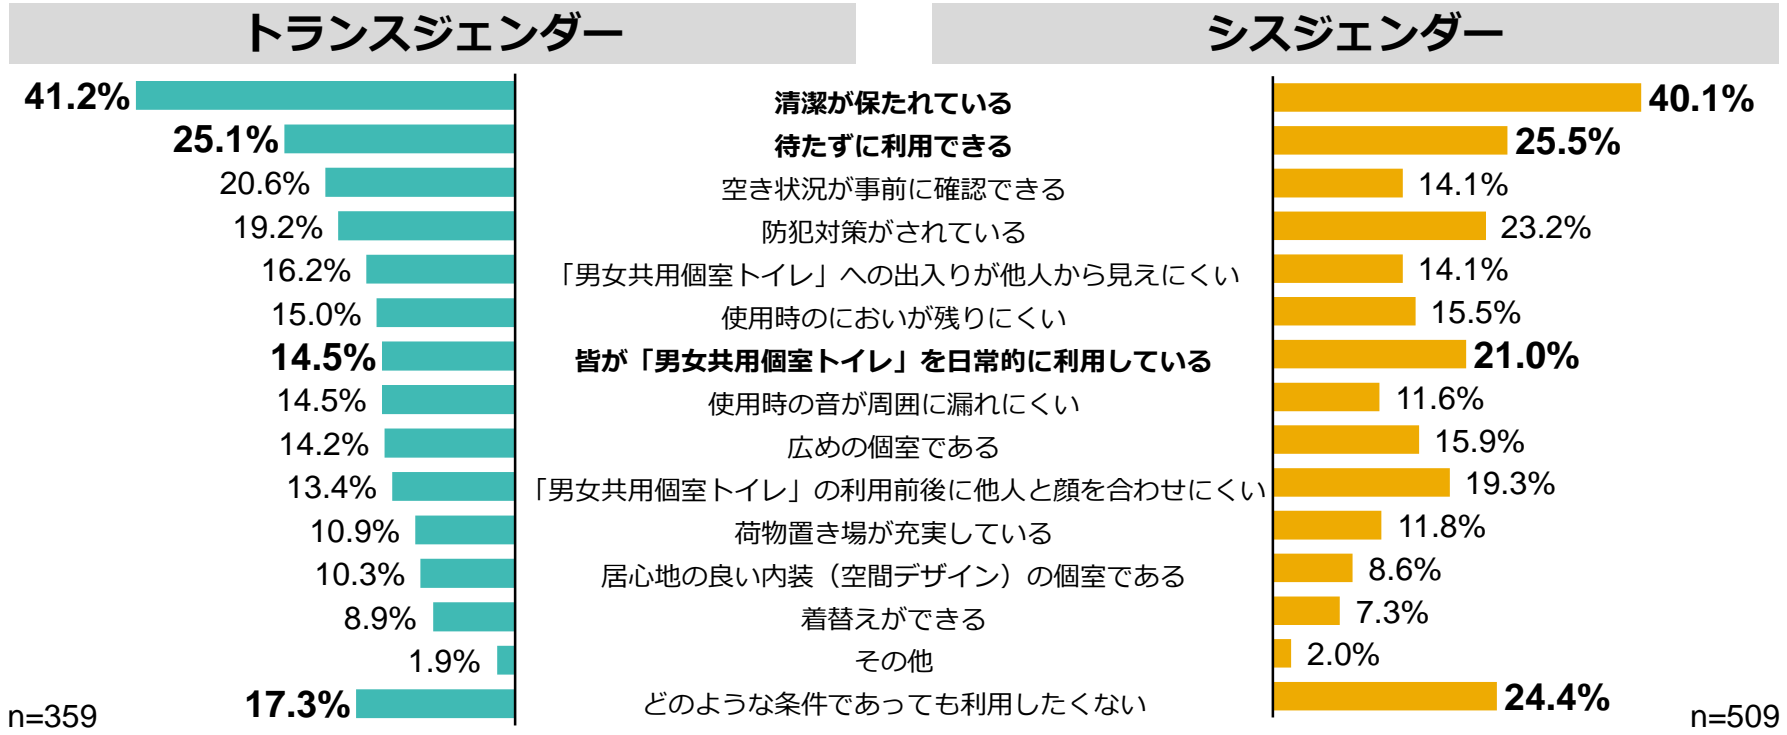 トランスジェンダー シスジェンダー
41.2% 清潔が保たれている 40.1%
25.1% 待たずに利用できる 25.5%
20.6% 空き状況が事前に確認できる 14.1%
19.2% 防犯対策がされている 23.2%
16.2% 「男女共用個室トイレ」への出入りが他人から見えにくい 14.1%
15.0% 使用時のにおいが残りにくい 15.5%
14.5% 皆が「男女共用個室トイレ」を日常的に利用している 21.0%
14.5% 使用時の音が周囲に漏れにくい 11.6%
14.2% 広めの個室である 15.9%
13.4% 「男女共用個室トイレ」の利用前後に他人と顔を合わせにくい 19.3%
10.9% 荷物置き場が充実している 11.8%
10.3% 居心地の良い内装（空間デザイン）の個室である 8.6%
8.9% 着替えができる 7.3%
1.9% その他 2.0%
n=359 17.3% どのような条件であっても利用したくない 24.4% n=509